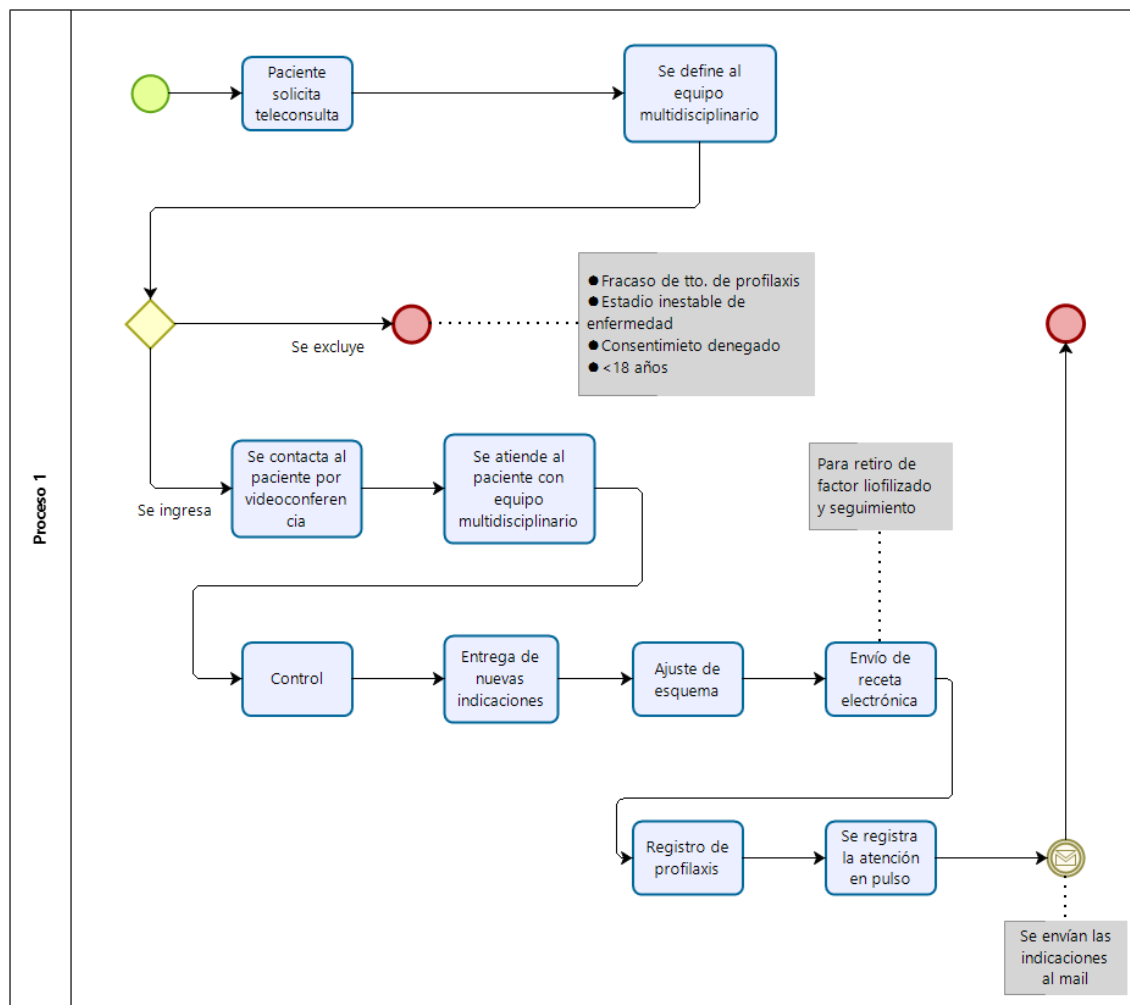 Proceso 1
Paciente
solicita
teleconsulta
Se define al
equipo
multidisciplinario
● Fracaso de tto. de profilaxis
● Estadio inestable de
enfermedad
● Consentimieto denegado
● <18 años
Se excluye
Se ingresa
Se contacta al
paciente por
videoconferen
cia
Se atiende al
paciente con
equipo
multidisciplinario
Para retiro de
factor liofilizado
y seguimiento
Control
Entrega de
nuevas
indicaciones
Ajuste de
esquema
Envío de
receta
electrónica
Registro de
profilaxis
Se registra
la atención
en pulso
Se envían las
indicaciones
al mail